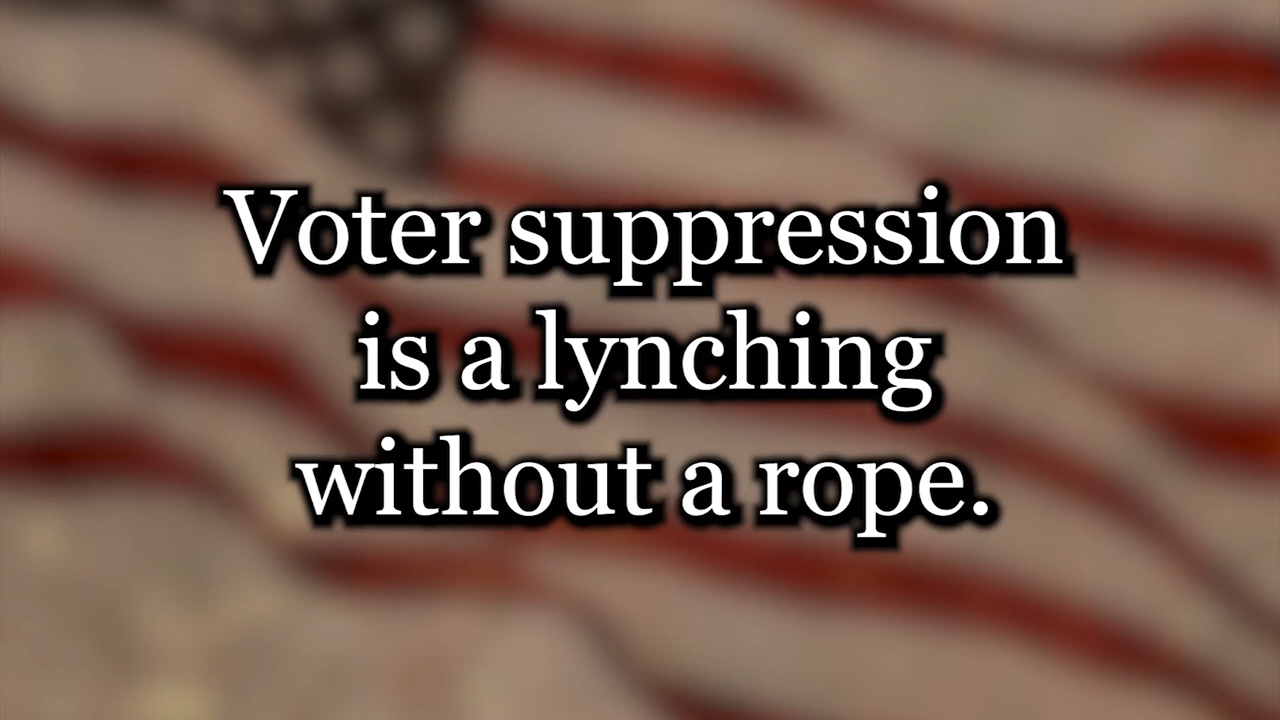 Voter suppression
is a lynching
without a rope.